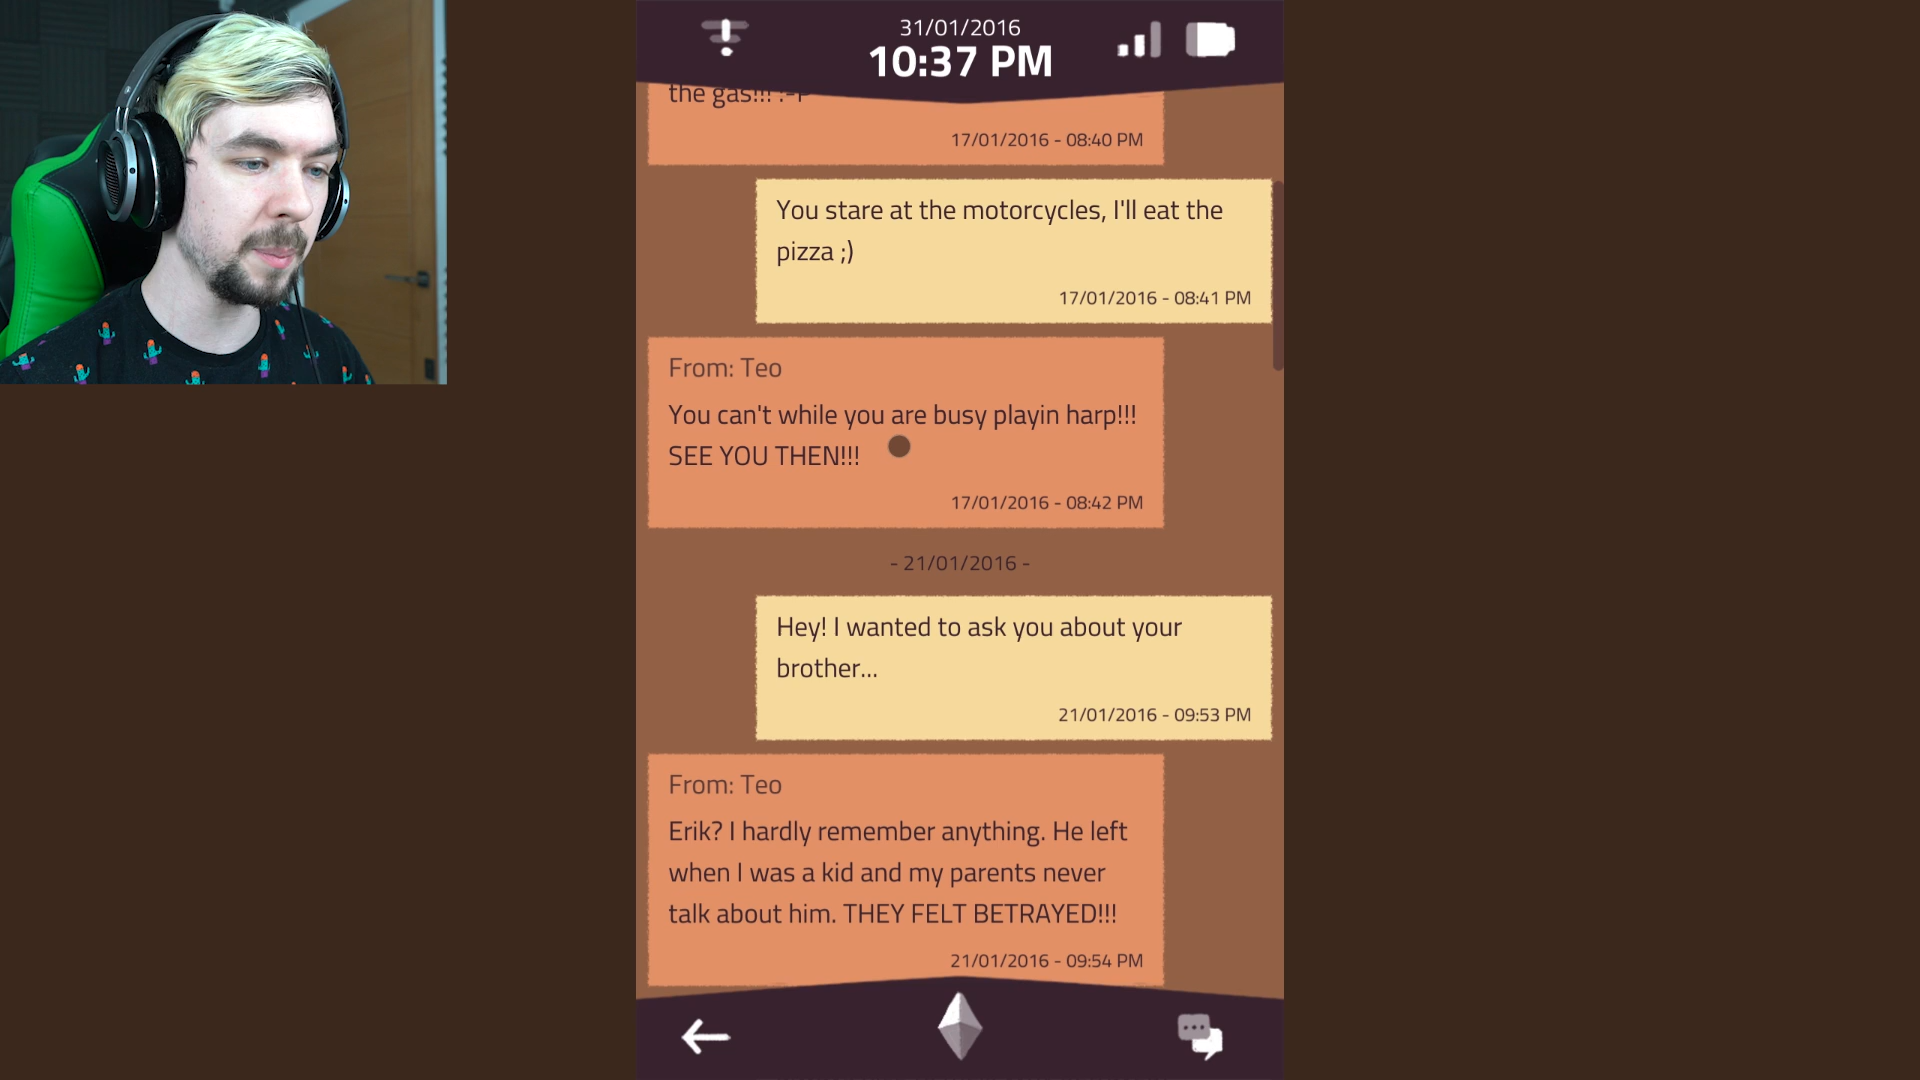 31/01/2016
10:37 PM
the gas!!! :-P
17/01/2016 - 08:40 PM
You stare at the motorcycles, I'll eat the
pizza ;)
17/01/2016 - 08:41 PM
From: Teo
You can't while you are busy playin harp!!!
SEE YOU THEN!!!
17/01/2016 - 08:42 PM
- 21/01/2016 -
Hey! I wanted to ask you about your
brother...
21/01/2016 - 09:53 PM
From: Teo
Erik? I hardly remember anything. He left
when I was a kid and my parents never
talk about him. THEY FELT BETRAYED!!!
21/01/2016 - 09:54 PM